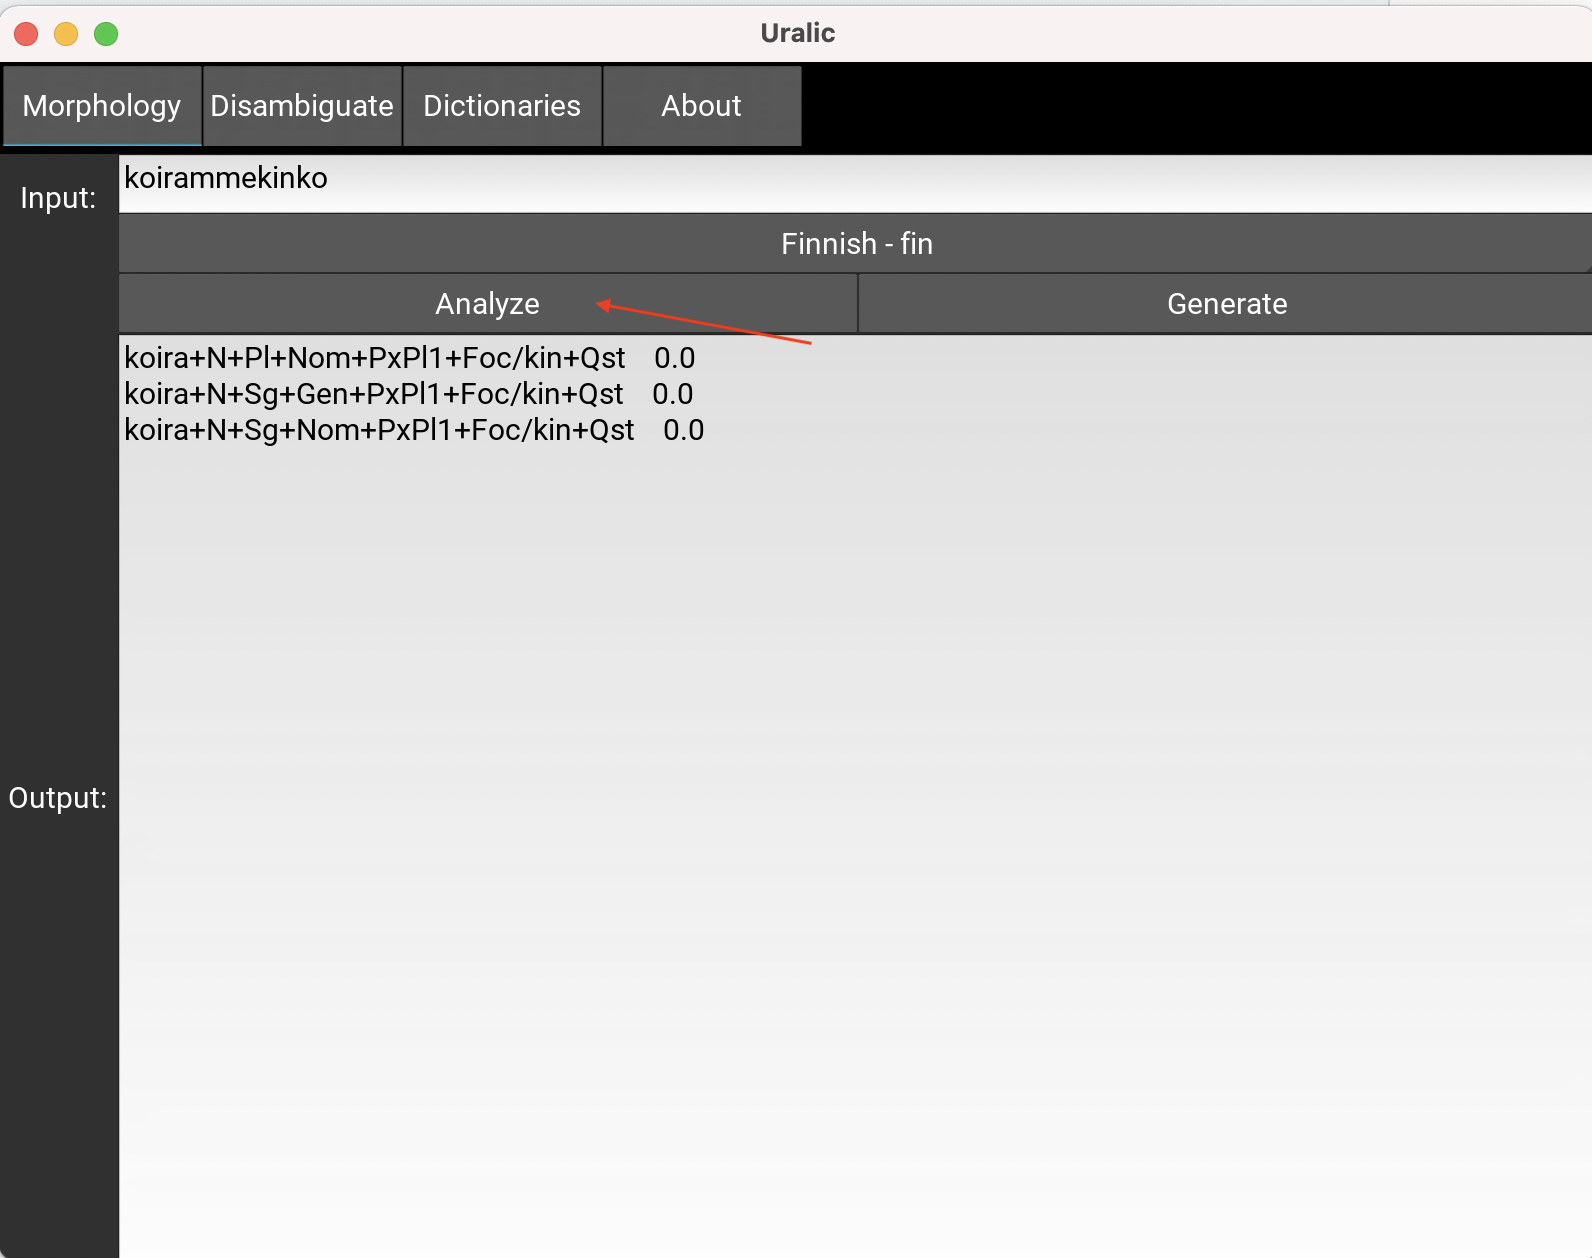 Uralic
Morphology Disambiguate Dictionaries About
Input: koirammekinko
Finnish - fin
Analyze Generate
koira+N+Pl+Nom+PxPl1+Foc/kin+Qst 0.0
koira+N+Sg+Gen+PxPl1+Foc/kin+Qst 0.0
koira+N+Sg+Nom+PxPl1+Foc/kin+Qst 0.0
Output: